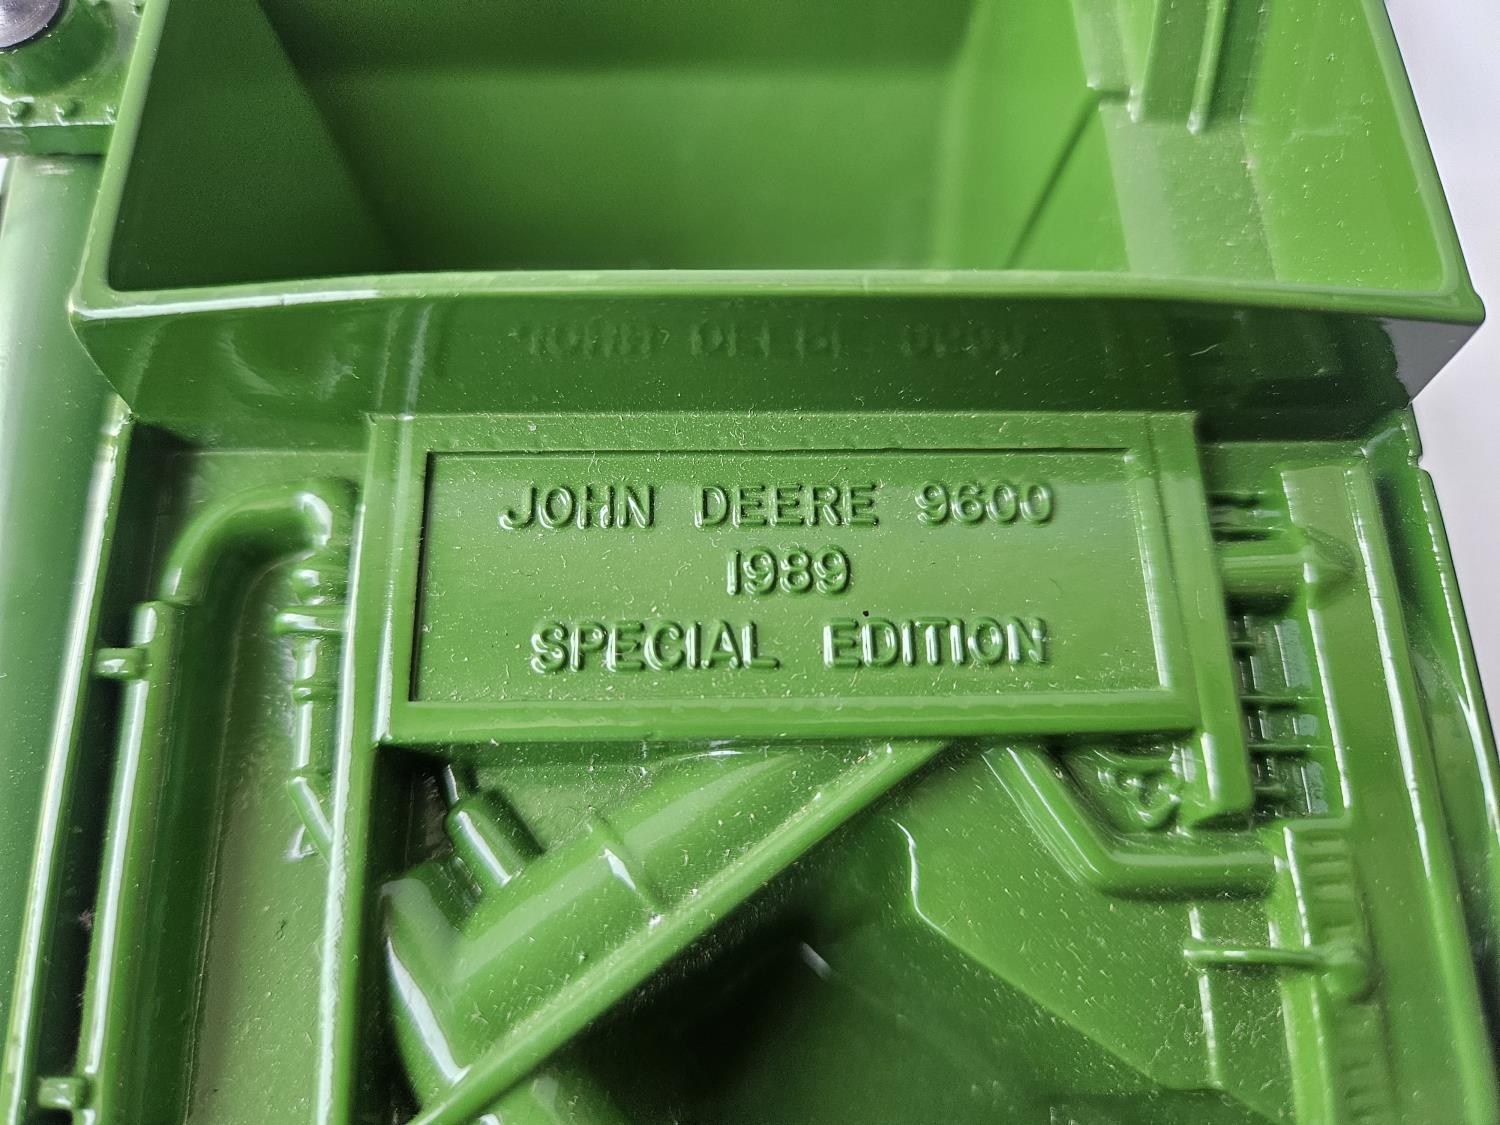 JOHN DEERE 9600
1989
SPECIAL EDITION